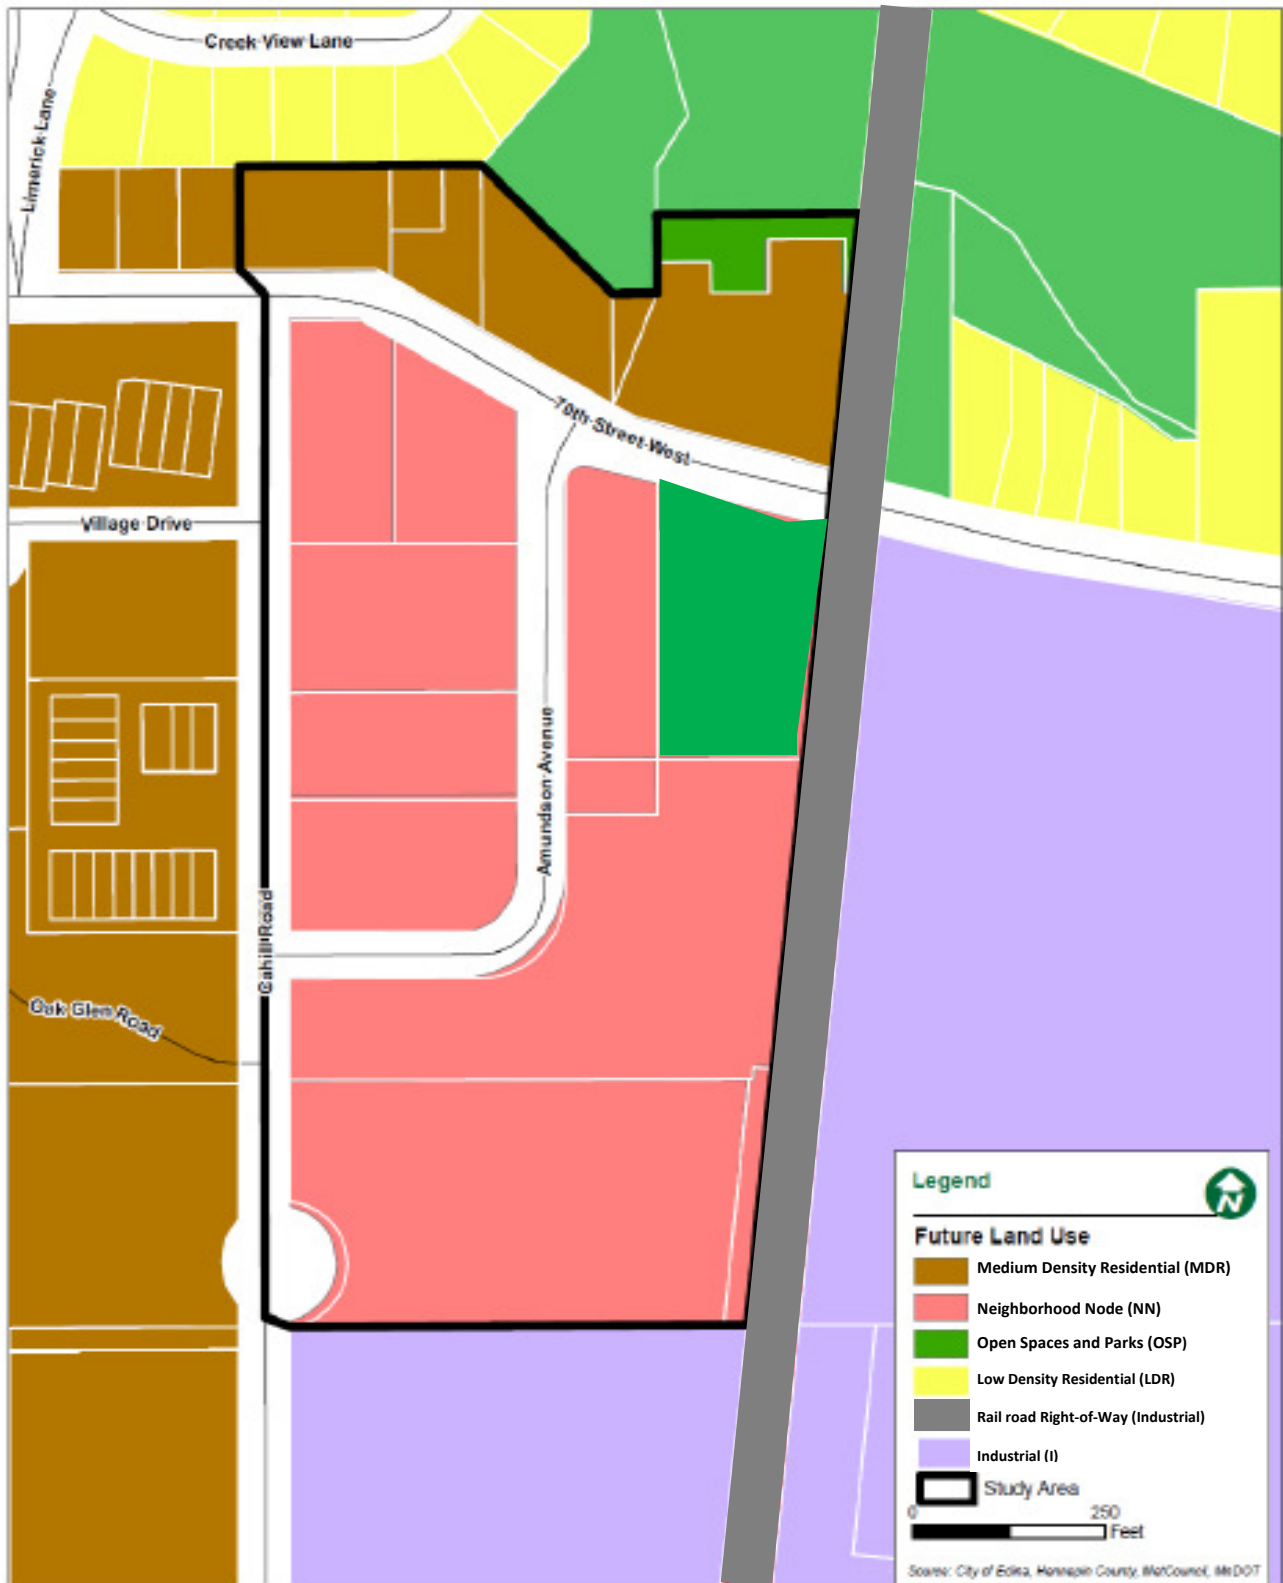 Creek View Lane
Limerick Lane
70th Street West
Village Drive
Amundson Avenue
Cahill Road
Oak Glen Road
Legend
N
Future Land Use
Medium Density Residential (MDR)
Neighborhood Node (NN)
Open Spaces and Parks (OSP)
Low Density Residential (LDR)
Rail road Right-of-Way (Industrial)
Industrial (I)
Study Area
0 250
Feet
Source: City of Edina, Hennepin County, MetCouncil, MnDOT